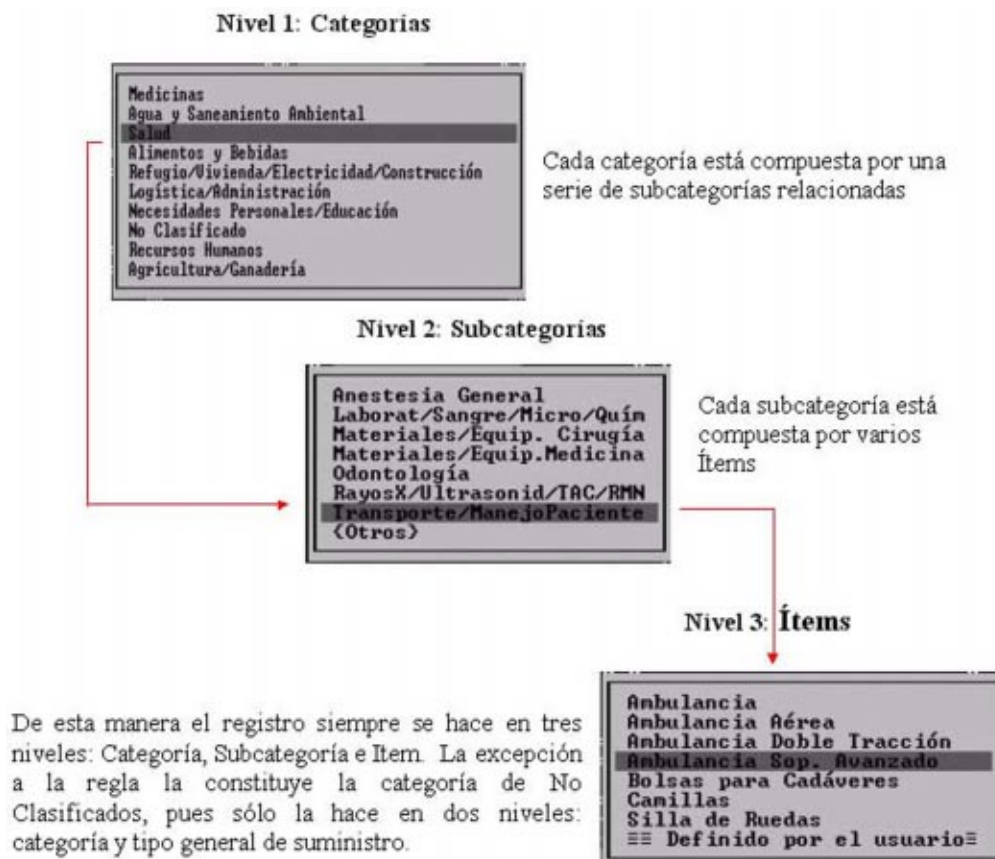 Nivel 1: Categorias
Medicinas
Agua y Saneamiento Ambiental
Salud
Alimentos y Bebidas
Refugio/Vivienda/Electricidad/Construcción
Logística/Administración
Necesidades Personales/Educación
No Clasificado
Recursos Humanos
Agricultura/Ganadería
Cada categoría está compuesta por una
serie de subcategorías relacionadas
Nivel 2: Subcategorias
Anestesia General
Laborat/Sangre/Micro/Quím
Materiales/Equip. Cirugía
Materiales/Equip.Medicina
Odontología
RayosX/Ultrasonid/TAC/RMN
Transporte/ManejoPaciente
<Otros>
Cada subcategoría está
compuesta por varios
Ítems
Nivel 3: Ítems
Ambulancia
Ambulancia Aérea
Ambulancia Doble Tracción
Ambulancia Sop. Avanzado
Bolsas para Cadáveres
Camillas
Silla de Ruedas
≡≡ Definido por el usuario≡
De esta manera el registro siempre se hace en tres
niveles: Categoría, Subcategoría e Item. La excepción
a la regla la constituye la categoría de No
Clasificados, pues sólo la hace en dos niveles:
categoría y tipo general de suministro.